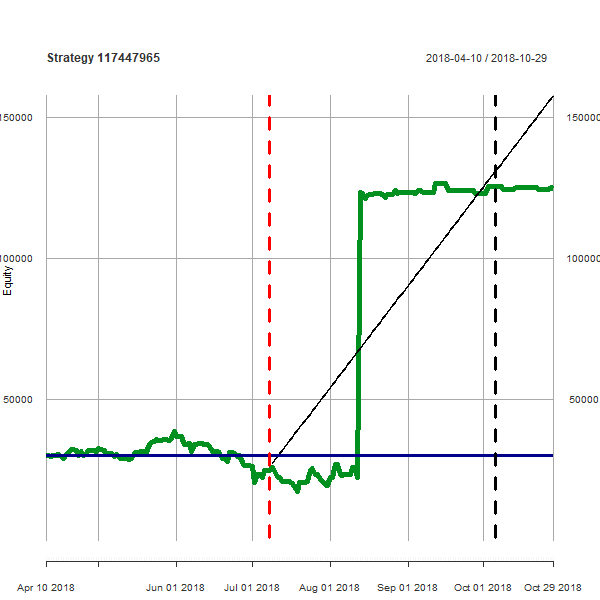 Strategy 117447965
2018-04-10 / 2018-10-29
150000
150000
100000
100000
Equity
50000
50000
Apr 10 2018
Jun 01 2018
Jul 01 2018
Aug 01 2018
Sep 01 2018
Oct 01 2018
Oct 29 2018